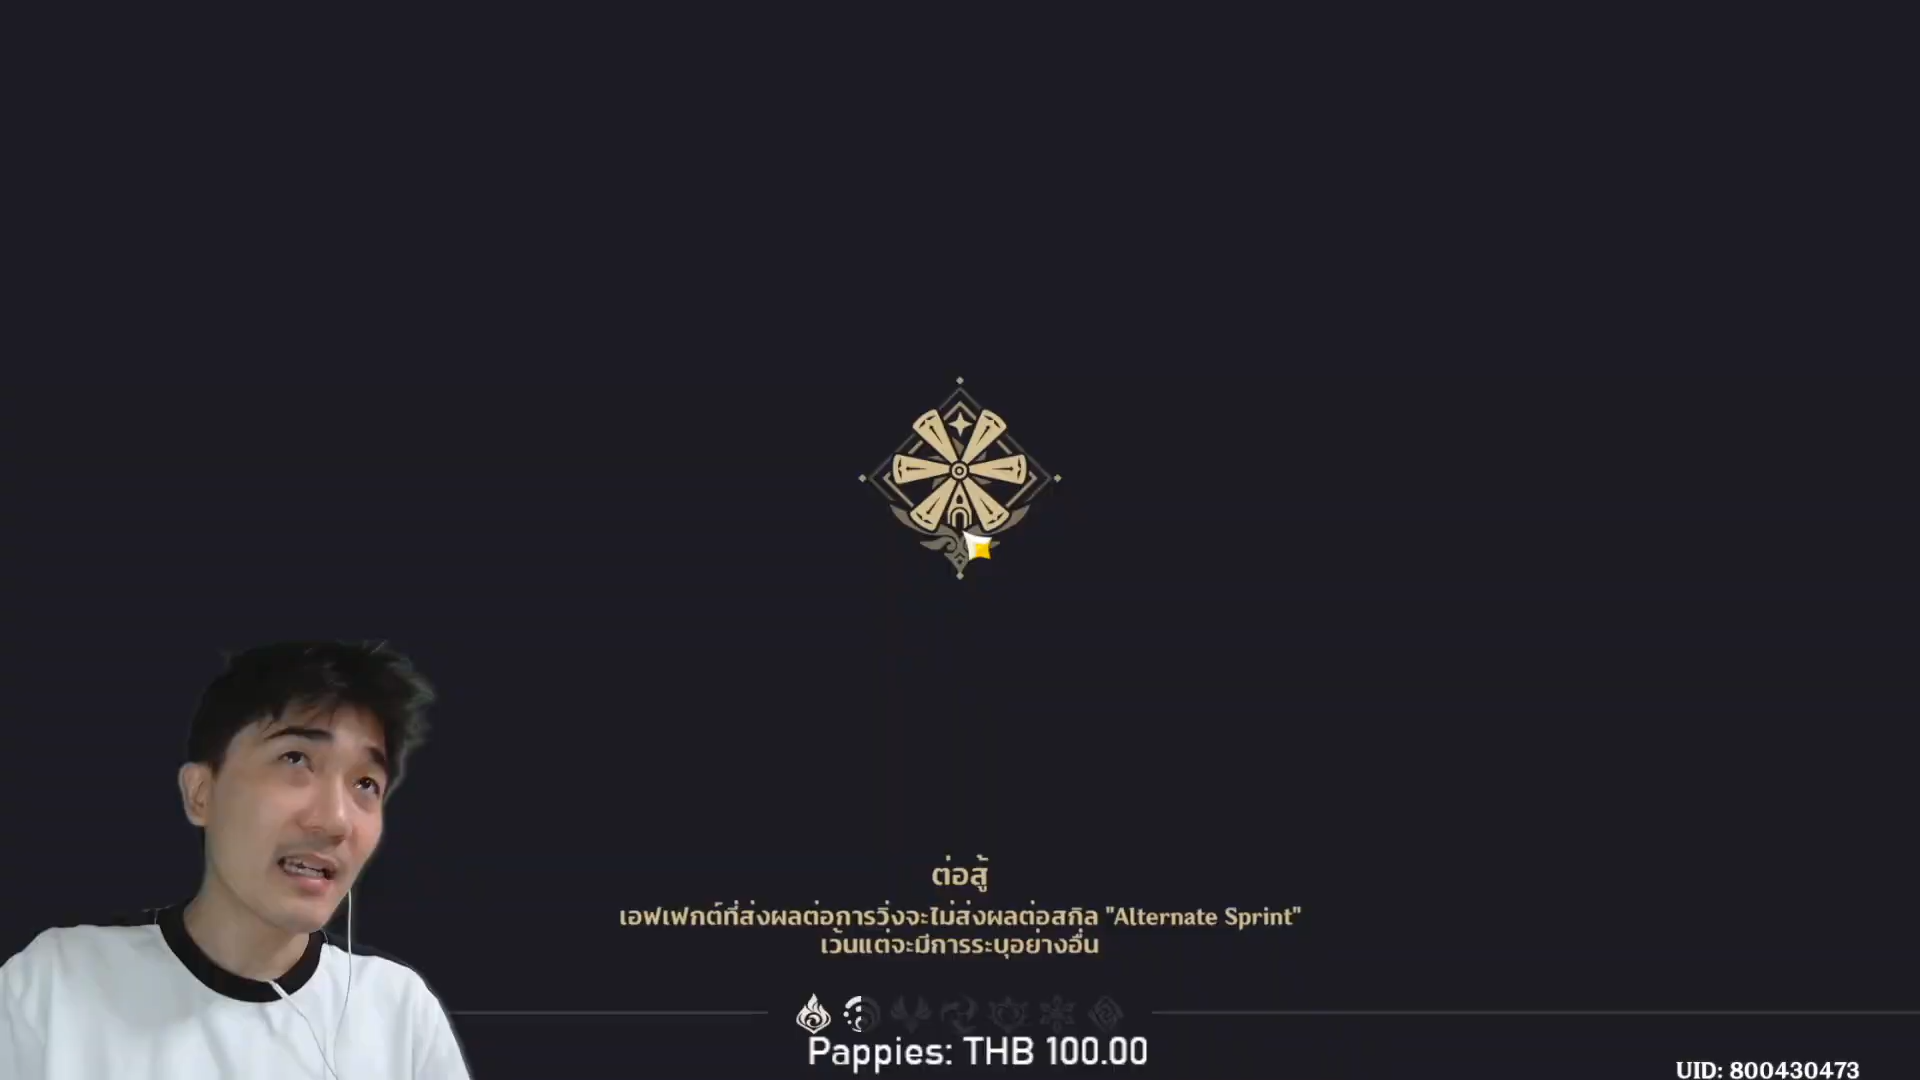 ต่อสู้
เอฟเฟกต์ที่ส่งผลต่อการวิ่งจะไม่ส่งผลต่อสกิล "Alternate Sprint"
เว้นแต่จะมีการระบุอย่างอื่น
Pappies: THB 100.00
UID: 800430473